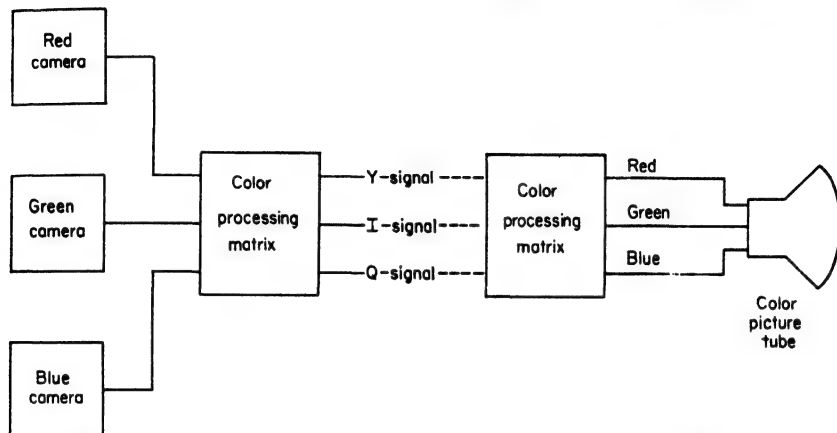 Red
camera
Green
camera
Blue
camera
Color
processing
matrix
Y-signal
I-signal
Q-signal
Color
processing
matrix
Red
Green
Blue
Color
picture
tube